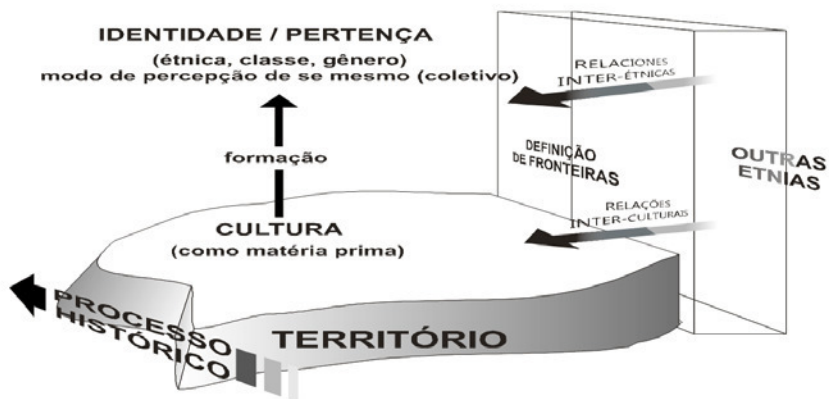 IDENTIDADE / PERTENÇA
(étnica, classe, gênero)
modo de percepção de se mesmo (coletivo)
RELACIONES
INTER-ÉTNICAS
formação
DEFINIÇÃO
DE FRONTEIRAS
OUTRAS
ETNIAS
CULTURA
(como matéria prima)
RELAÇÕES
INTER-CULTURAIS
PROCESSO
HISTÓRICO
TERRITÓRIO